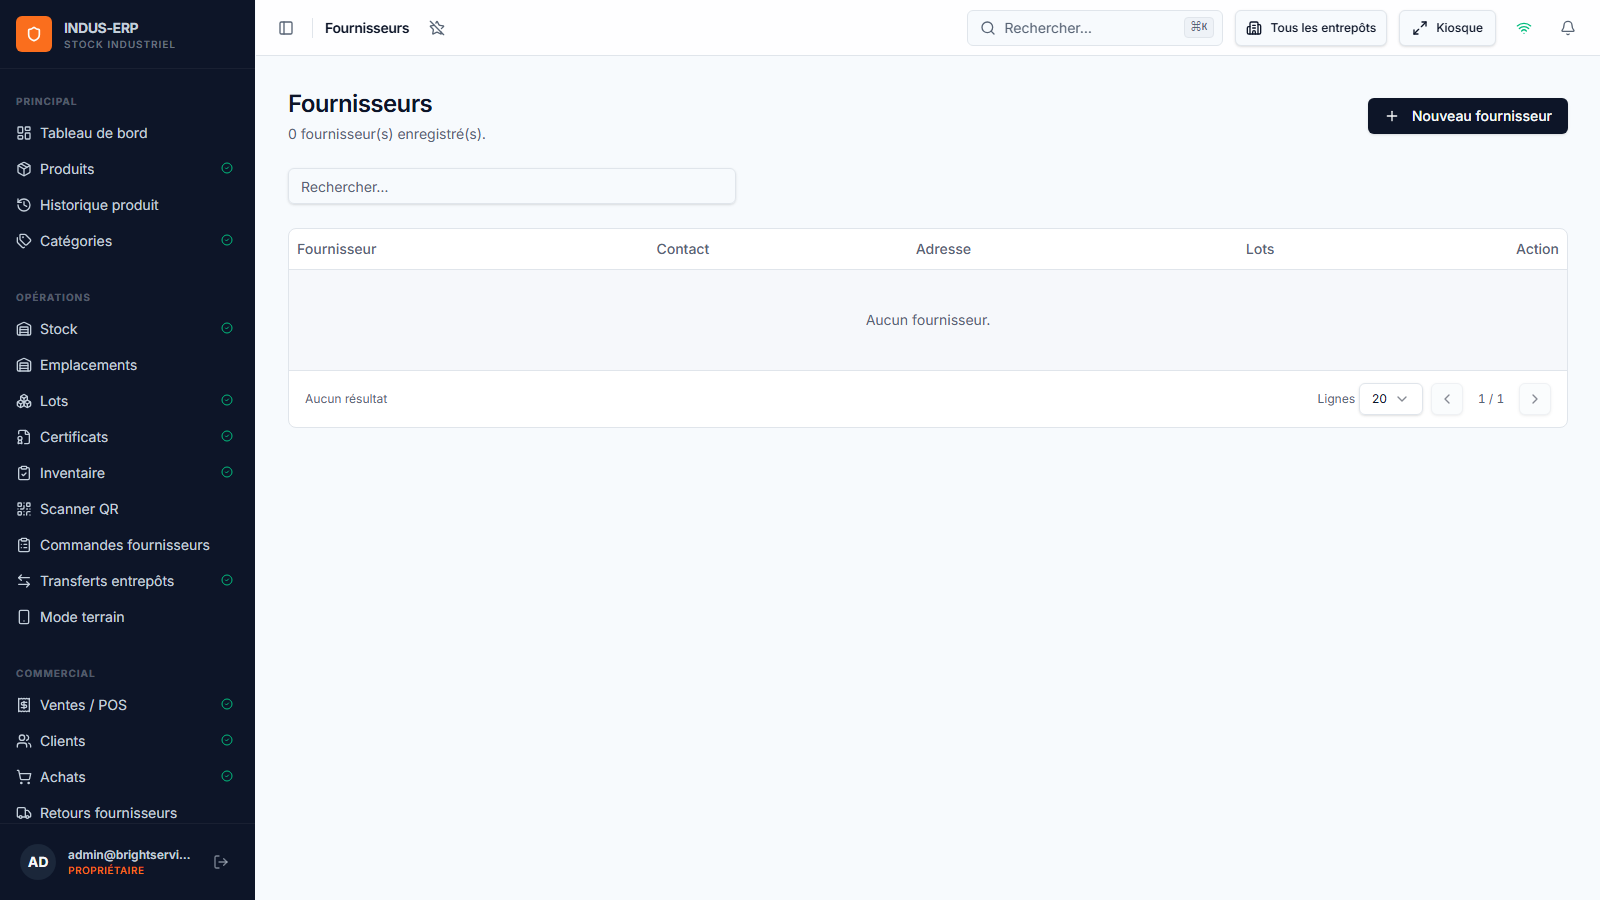 INDUS-ERP
STOCK INDUSTRIEL
PRINCIPAL
Tableau de bord
Produits
Historique produit
Catégories
OPÉRATIONS
Stock
Emplacements
Lots
Certificats
Inventaire
Scanner QR
Commandes fournisseurs
Transferts entrepôts
Mode terrain
COMMERCIAL
Ventes / POS
Clients
Achats
Retours fournisseurs
AD
admin@brightservi...
PROPRIÉTAIRE
Fournisseurs
Rechercher...
⌘K
Tous les entrepôts
Kiosque
Fournisseurs
0 fournisseur(s) enregistré(s).
Nouveau fournisseur
Rechercher...
Fournisseur Contact Adresse Lots Action
Aucun fournisseur.
Aucun résultat
Lignes 20 1 / 1